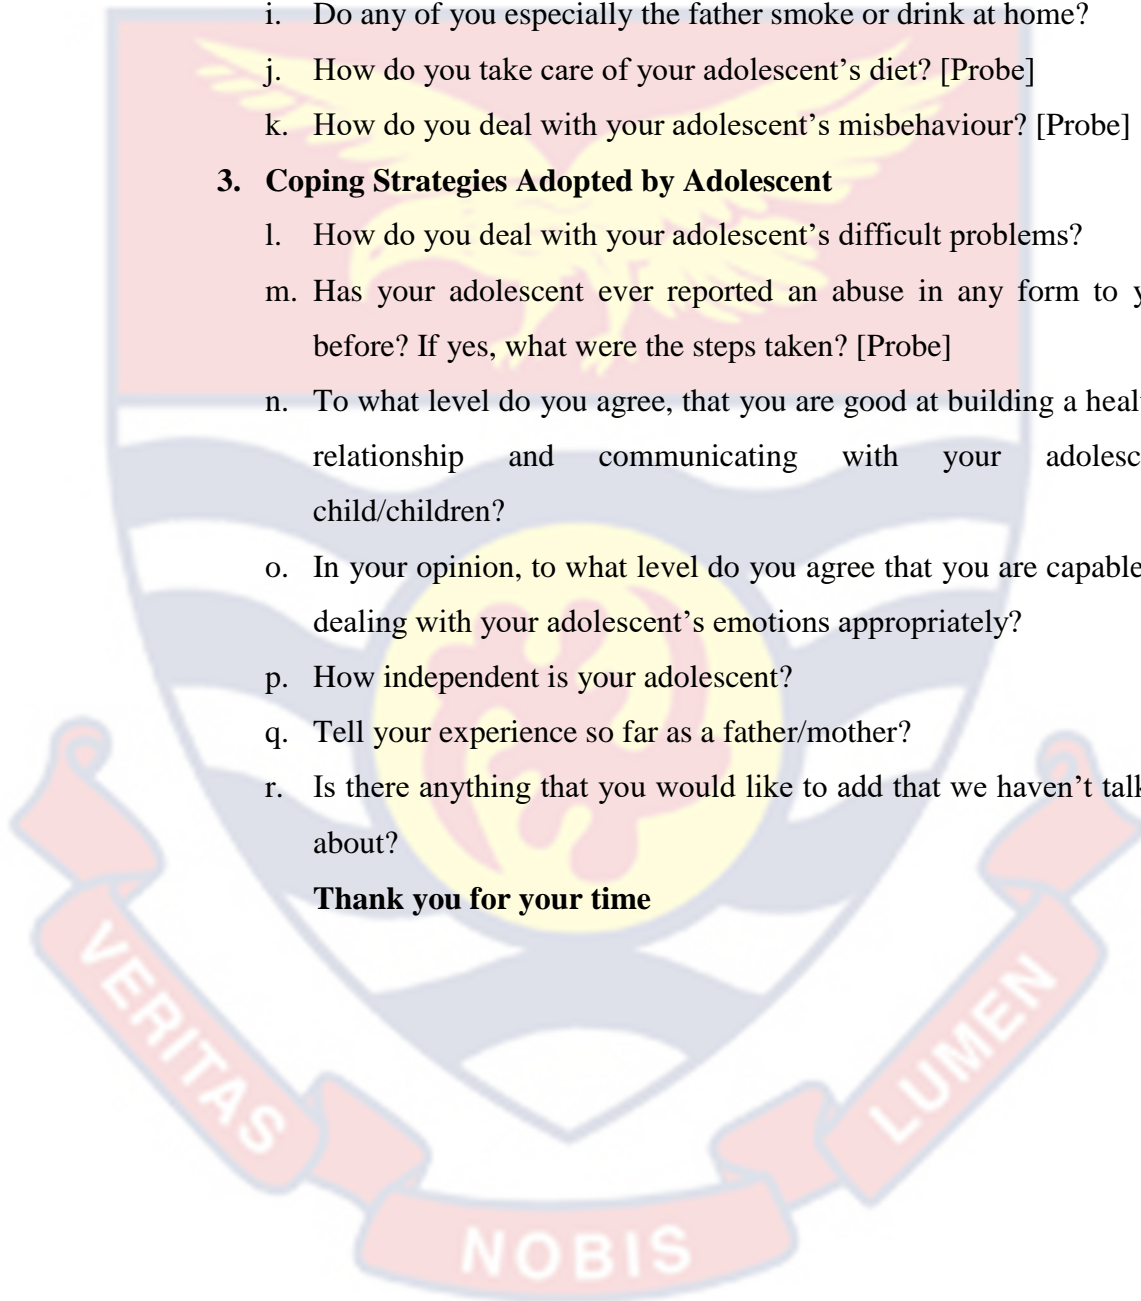 i. Do any of you especially the father smoke or drink at home?
j. How do you take care of your adolescent’s diet? [Probe]
k. How do you deal with your adolescent’s misbehaviour? [Probe]
3. Coping Strategies Adopted by Adolescent
l. How do you deal with your adolescent’s difficult problems?
m. Has your adolescent ever reported an abuse in any form to y
before? If yes, what were the steps taken? [Probe]
n. To what level do you agree, that you are good at building a heal
relationship and communicating with your adolesc
child/children?
o. In your opinion, to what level do you agree that you are capable
dealing with your adolescent’s emotions appropriately?
p. How independent is your adolescent?
q. Tell your experience so far as a father/mother?
r. Is there anything that you would like to add that we haven’t talk
about?
Thank you for your time
VERITAS
NOBIS
LUMEN